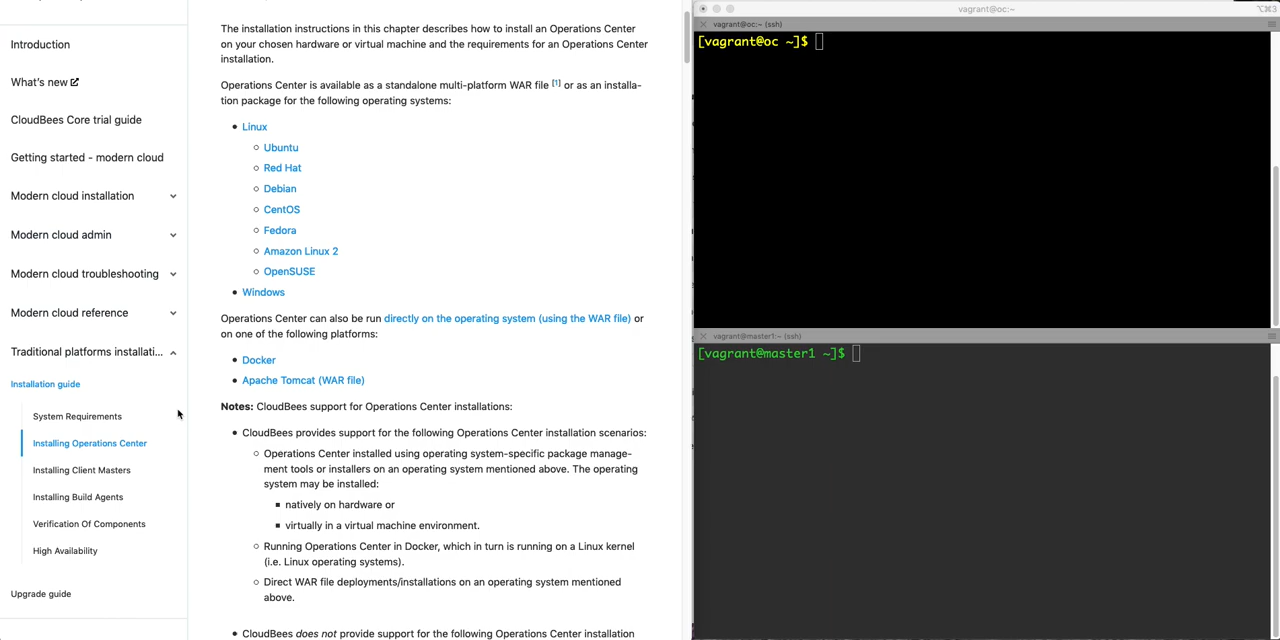 Introduction
What's new
CloudBees Core trial guide
Getting started - modern cloud
Modern cloud installation
Modern cloud admin
Modern cloud troubleshooting
Modern cloud reference
Traditional platforms installati...
Installation guide
System Requirements
Installing Operations Center
Installing Client Masters
Installing Build Agents
Verification Of Components
High Availability
Upgrade guide
The installation instructions in this chapter describes how to install an Operations Center
on your chosen hardware or virtual machine and the requirements for an Operations Center
installation.
Operations Center is available as a standalone multi-platform WAR file [1] or as an installa-
tion package for the following operating systems:
Linux
Ubuntu
Red Hat
Debian
CentOS
Fedora
Amazon Linux 2
OpenSUSE
Windows
Operations Center can also be run directly on the operating system (using the WAR file) or
on one of the following platforms:
Docker
Apache Tomcat (WAR file)
Notes: CloudBees support for Operations Center installations:
CloudBees provides support for the following Operations Center installation scenarios:
Operations Center installed using operating system-specific package manage-
ment tools or installers on an operating system mentioned above. The operating
system may be installed:
natively on hardware or
virtually in a virtual machine environment.
Running Operations Center in Docker, which in turn is running on a Linux kernel
(i.e. Linux operating systems).
Direct WAR file deployments/installations on an operating system mentioned
above.
CloudBees does not provide support for the following Operations Center installation
vagrant@oc:~
⌥⌘3
vagrant@oc:~ (ssh)
[vagrant@oc ~]$
vagrant@master1:~ (ssh)
[vagrant@master1 ~]$